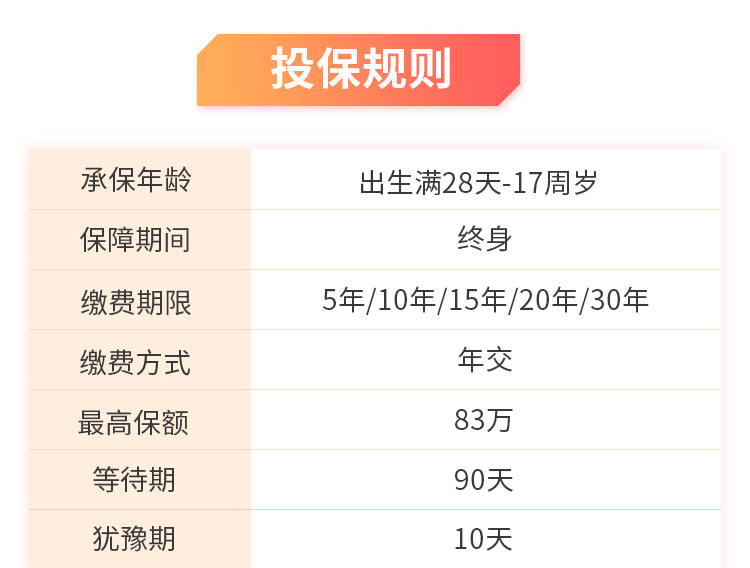 投保规则
承保年龄 出生满28天-17周岁
保障期间 终身
缴费期限 5年/10年/15年/20年/30年
缴费方式 年交
最高保额 83万
等待期 90天
犹豫期 10天